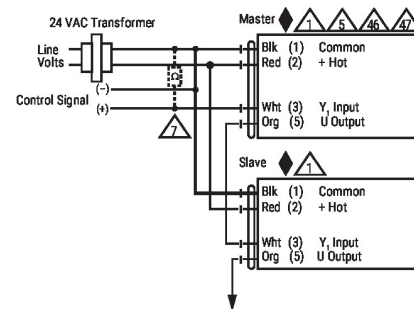 24 VAC Transformer
Master 1 5 46 47
Line
Volts
Blk (1) Common
Red (2) + Hot
Ω
(–)
Control Signal
(+)
Wht (3) Y, Input
Org (5) U Output
7
Slave 1
Blk (1) Common
Red (2) + Hot
Wht (3) Y, Input
Org (5) U Output